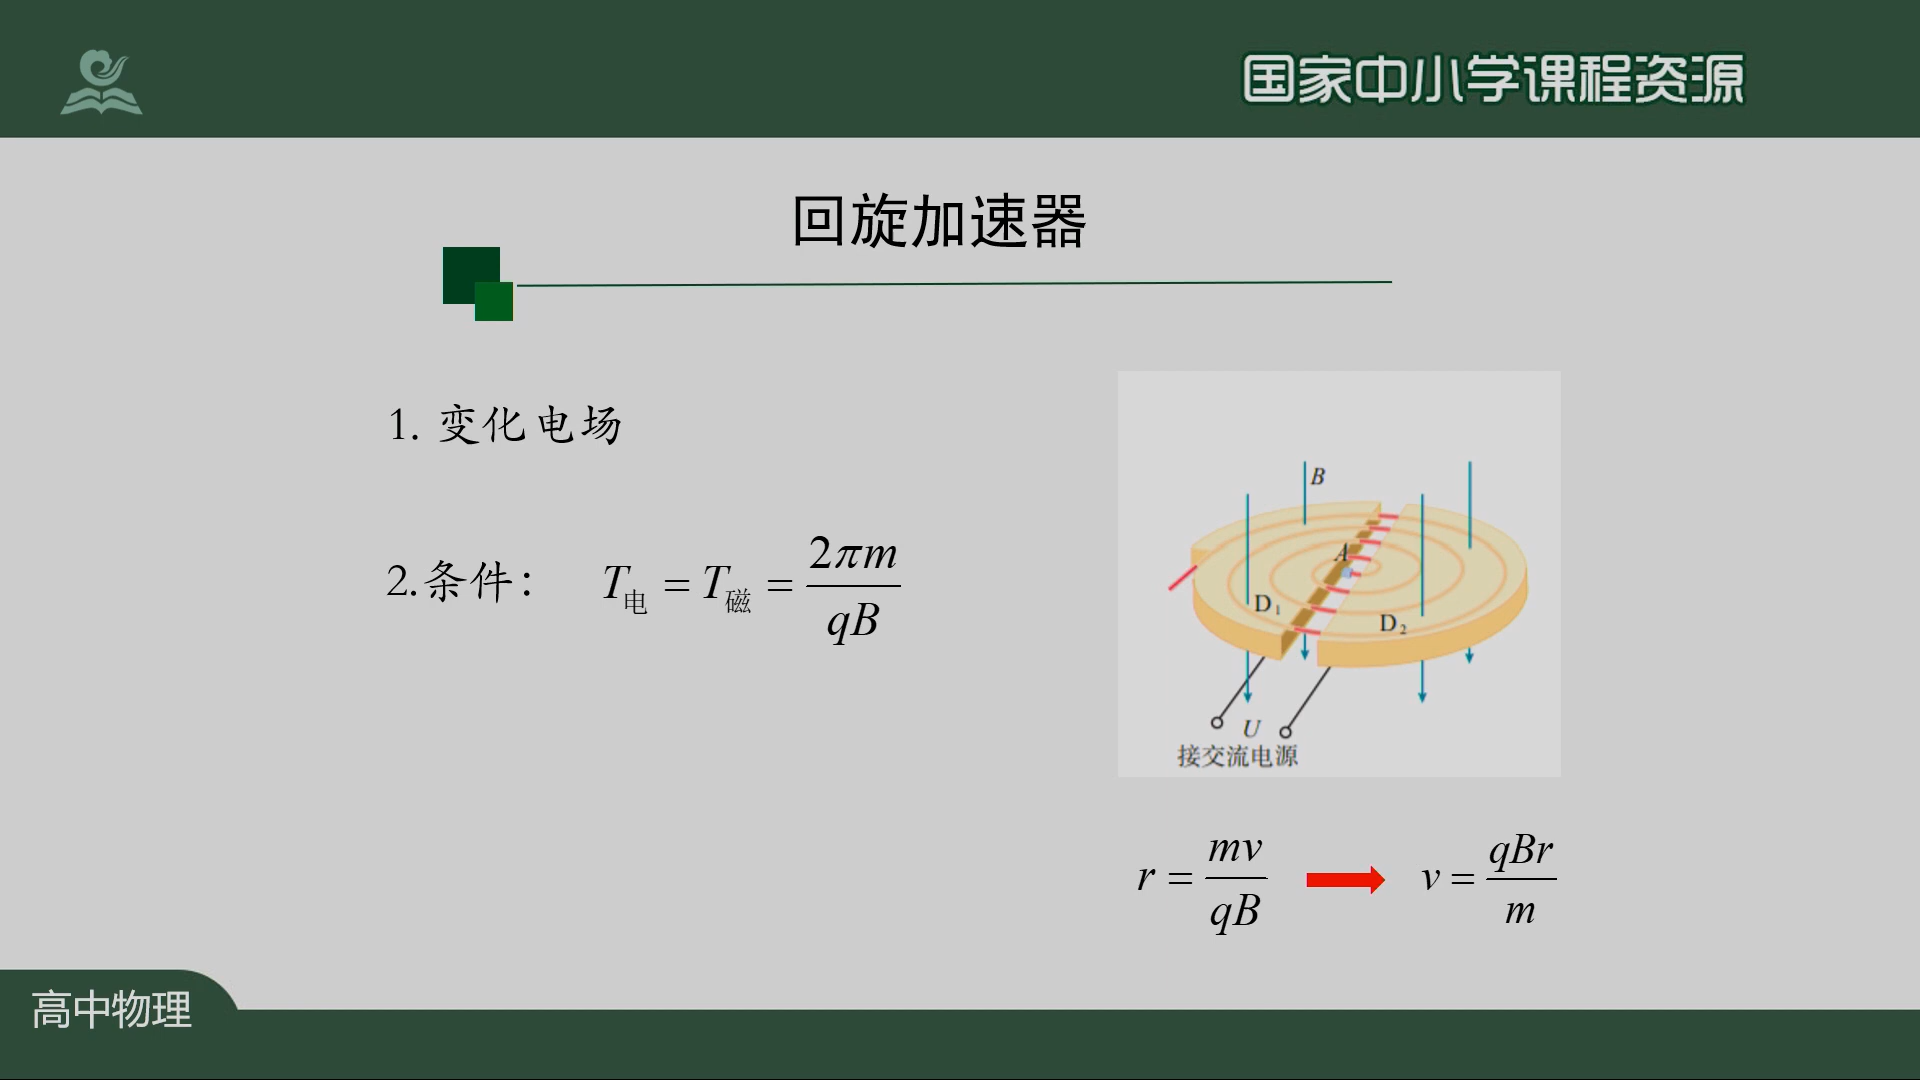 国家中小学课程资源
回旋加速器
1. 变化电场
2.条件： T电 = T磁 = 2πm/qB
B
A
D₁
D₂
U
接交流电源
r = mv/qB v = qBr/m
高中物理